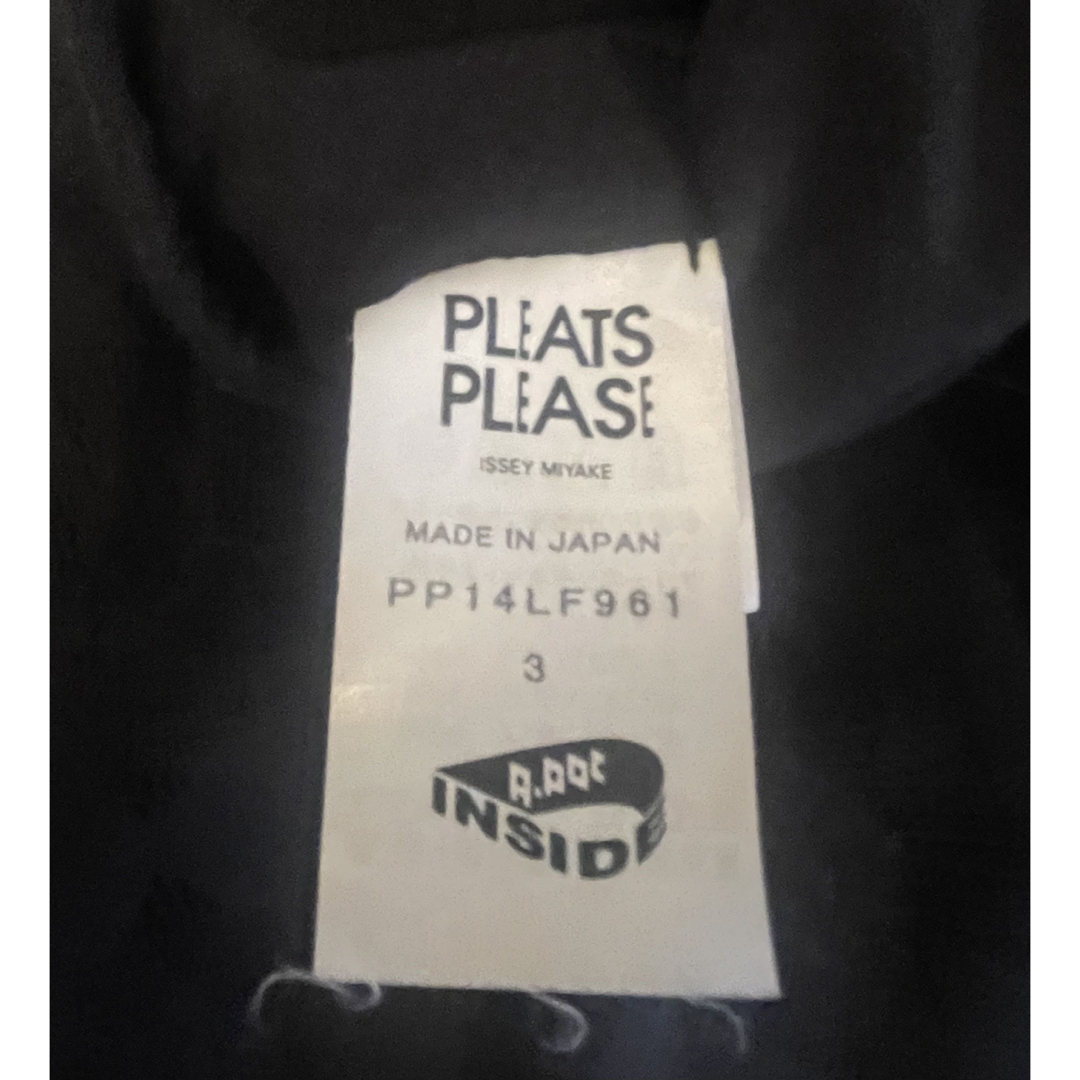 PLEATS
PLEASE
ISSEY MIYAKE
MADE IN JAPAN
PP14LF961
3
A.POC
INSIDE